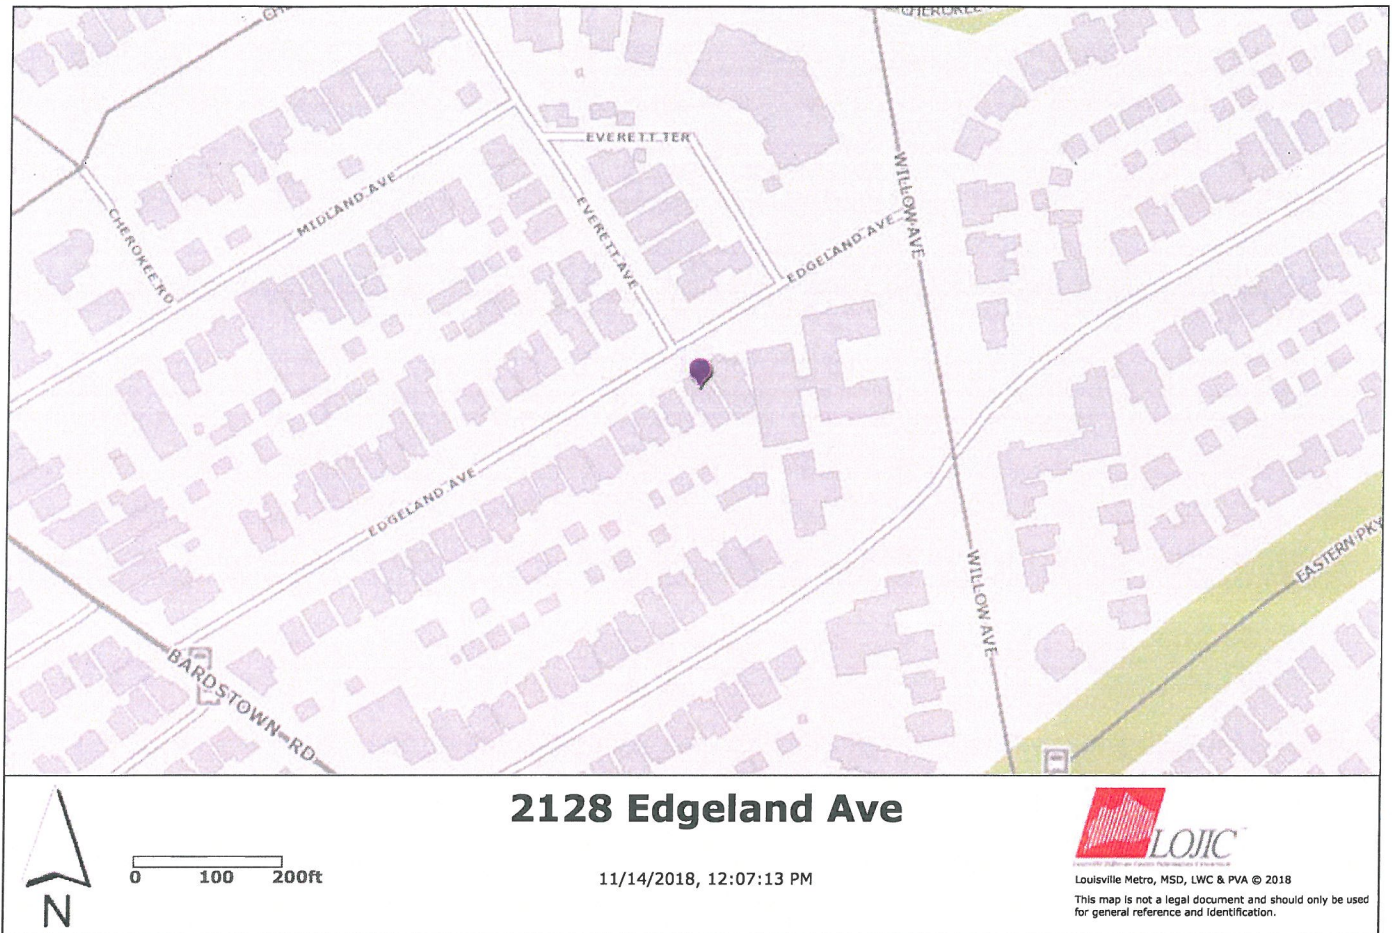 CHEROKEE
EVERETT TER
WILLOW AVE
MIDLAND AVE
CHEROKEE RD
EVERETT AVE
EDGELAND AVE
EDGELAND AVE
EASTERN PKY
WILLOW AVE
BARDSTOWN RD
2128 Edgeland Ave
0 100 200ft
11/14/2018, 12:07:13 PM
N
LOJIC
Louisville Metro, MSD, LWC & PVA © 2018
This map is not a legal document and should only be used
for general reference and identification.